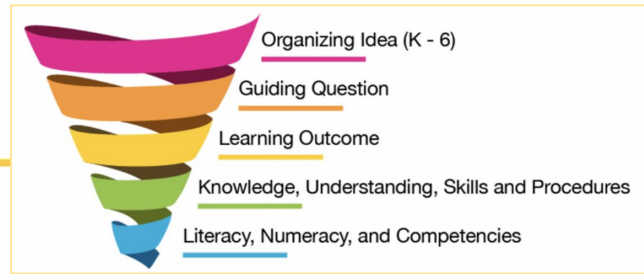 Organizing Idea (K - 6)
Guiding Question
Learning Outcome
Knowledge, Understanding, Skills and Procedures
Literacy, Numeracy, and Competencies